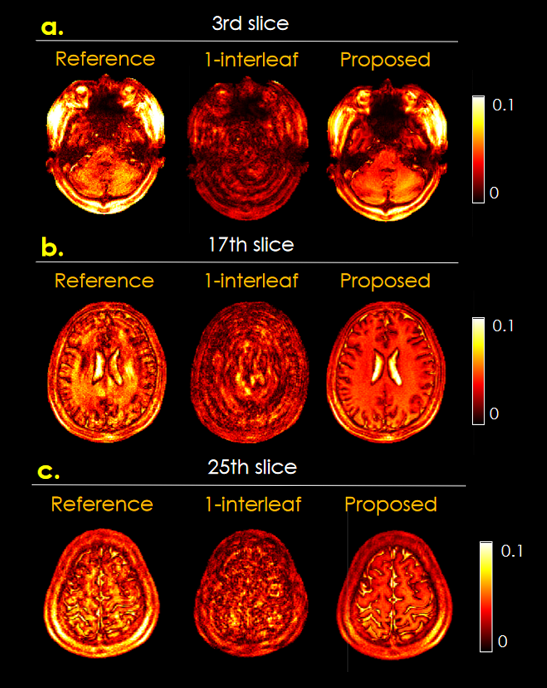 a.
3rd slice
Reference 1-interleaf Proposed
0.1
0
b.
17th slice
Reference 1-interleaf Proposed
0.1
0
c.
25th slice
Reference 1-interleaf Proposed
0.1
0